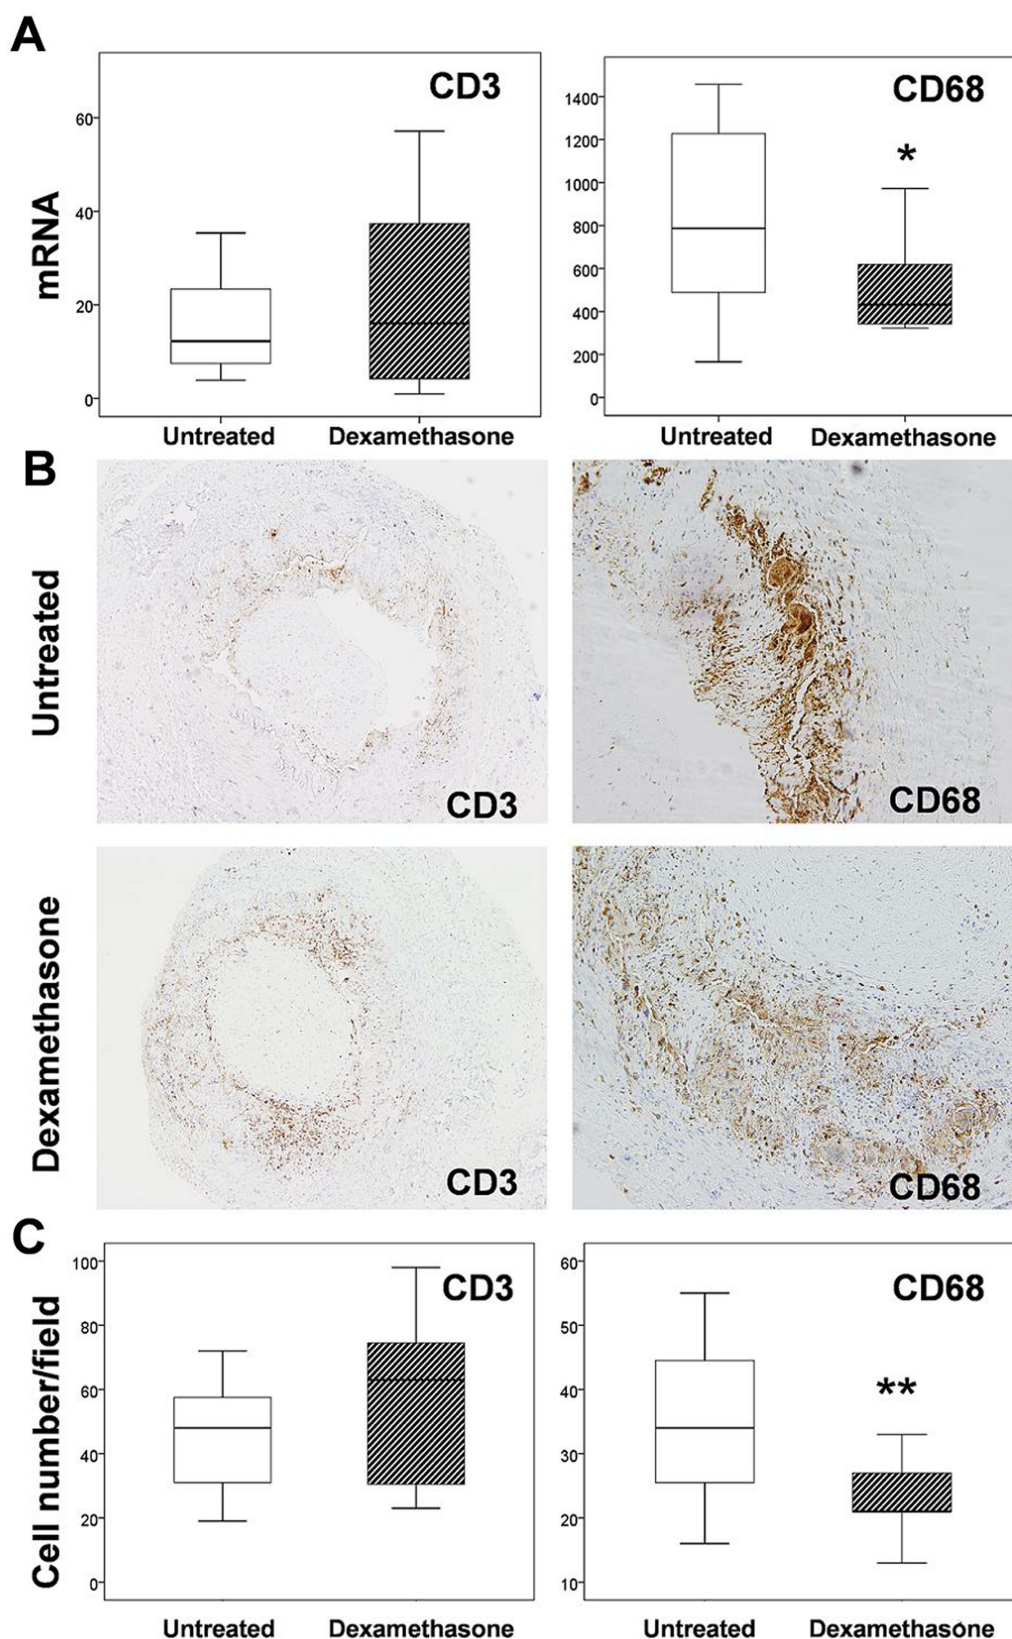 A
CD3
60
40
20
0
mRNA
Untreated Dexamethasone
CD68
*
1400
1200
1000
800
600
400
200
0
Untreated Dexamethasone
B
Untreated
CD3
CD68
Dexamethasone
CD3
CD68
C
CD3
100
80
60
40
20
0
Cell number/field
Untreated Dexamethasone
CD68
**
60
50
40
30
20
10
Untreated Dexamethasone